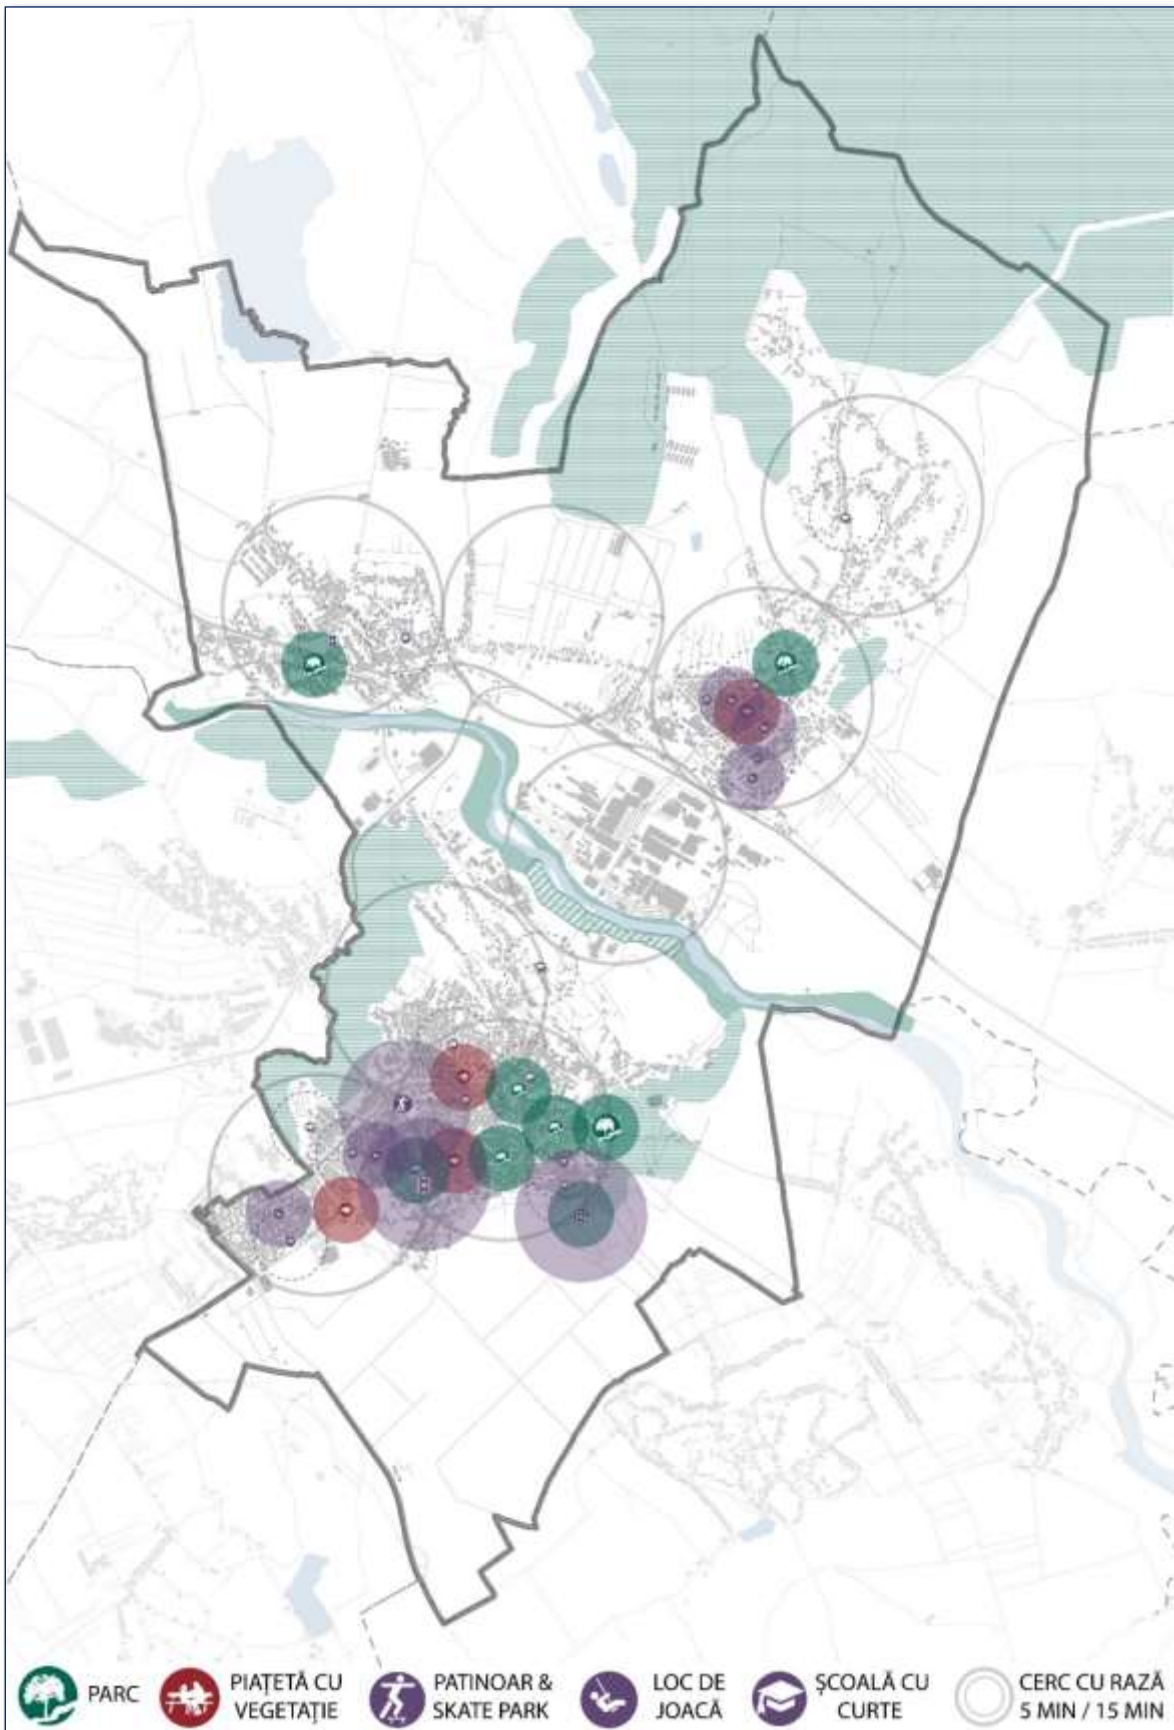 PARC
PIAȚETĂ CU
VEGETAȚIE
PATINOAR &
SKATE PARK
LOC DE
JOACĂ
ȘCOALĂ CU
CURTE
CERC CU RAZĂ
5 MIN / 15 MIN